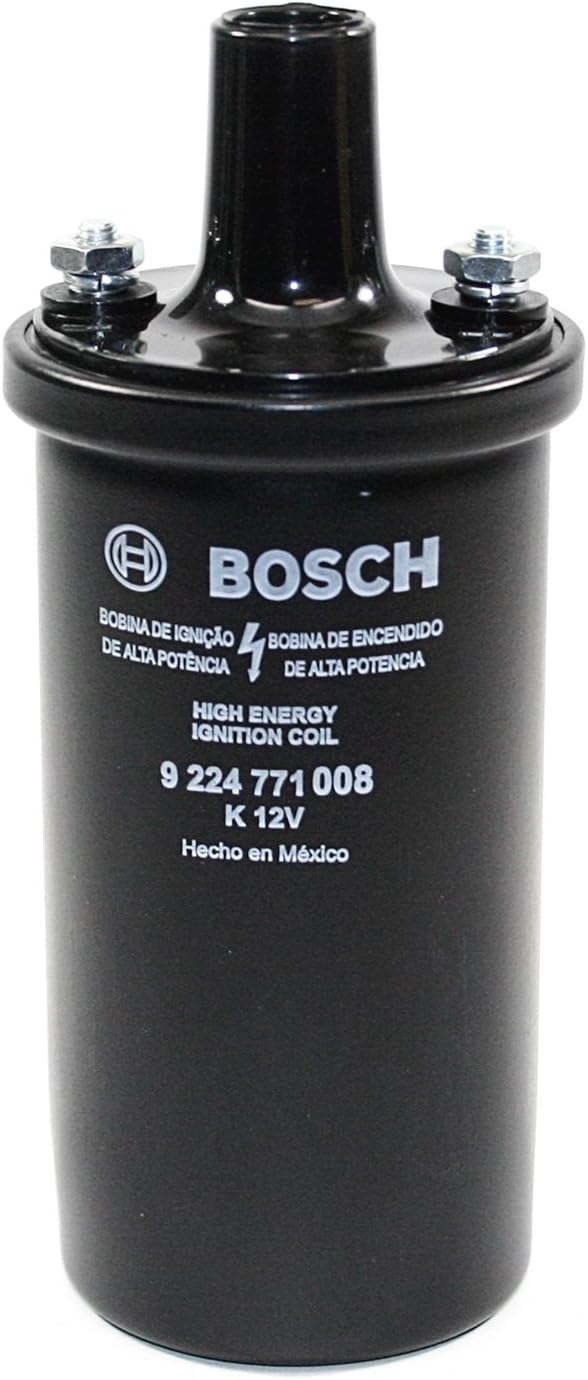 BOSCH
BOBINA DE IGNIÇÃO BOBINA DE ENCENDIDO
DE ALTA POTÊNCIA DE ALTA POTENCIA
HIGH ENERGY
IGNITION COIL
9 224 771 008
K 12V
Hecho en México